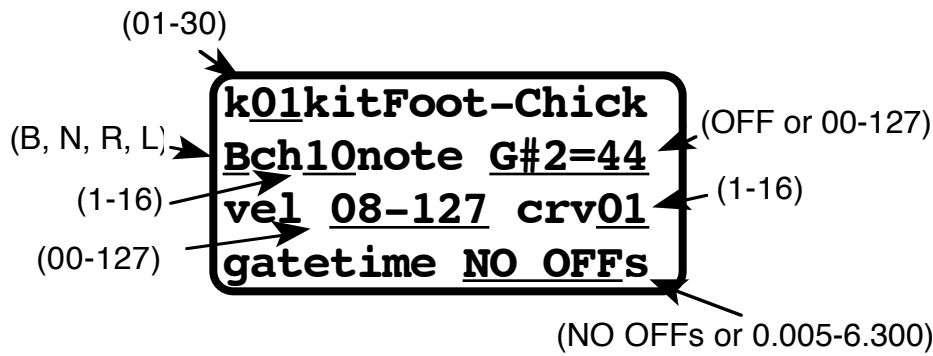 (01-30)
k01kitFoot-Chick
(B, N, R, L)
(OFF or 00-127)
Bch10note G#2=44
(1-16)
(1-16)
vel 08-127 crv01
(00-127)
gatetime NO OFFs
(NO OFFs or 0.005-6.300)